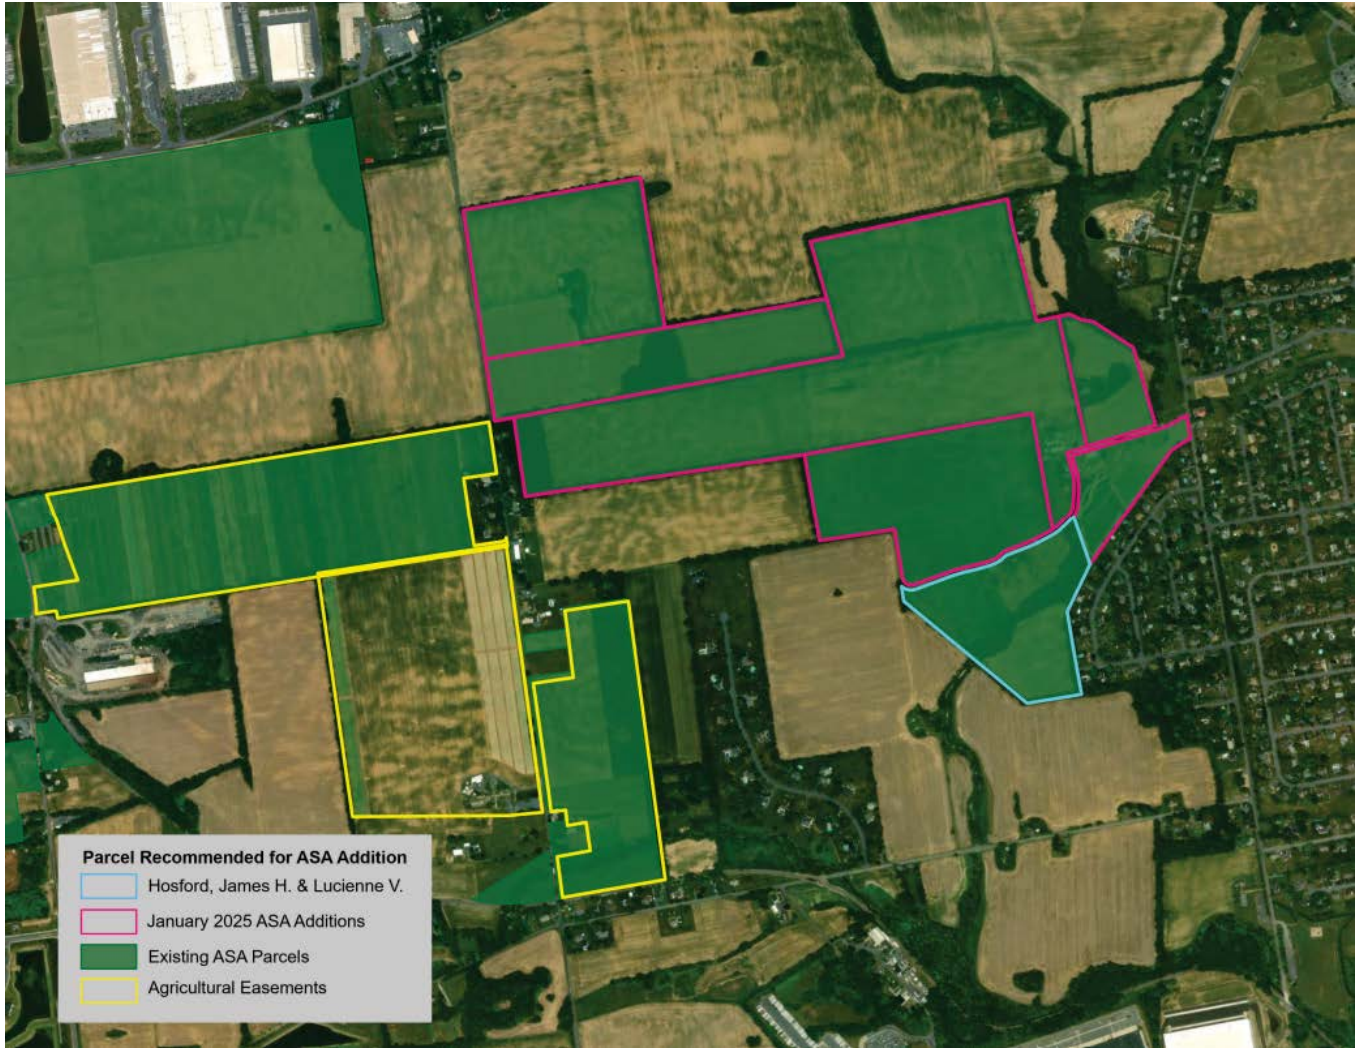 Parcel Recommended for ASA Addition
Hosford, James H. & Lucienne V.
January 2025 ASA Additions
Existing ASA Parcels
Agricultural Easements